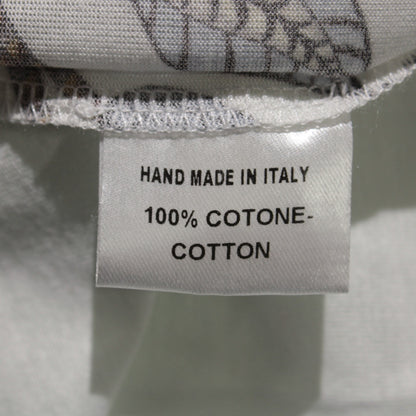 HAND MADE IN ITALY
100% COTONE-
COTTON